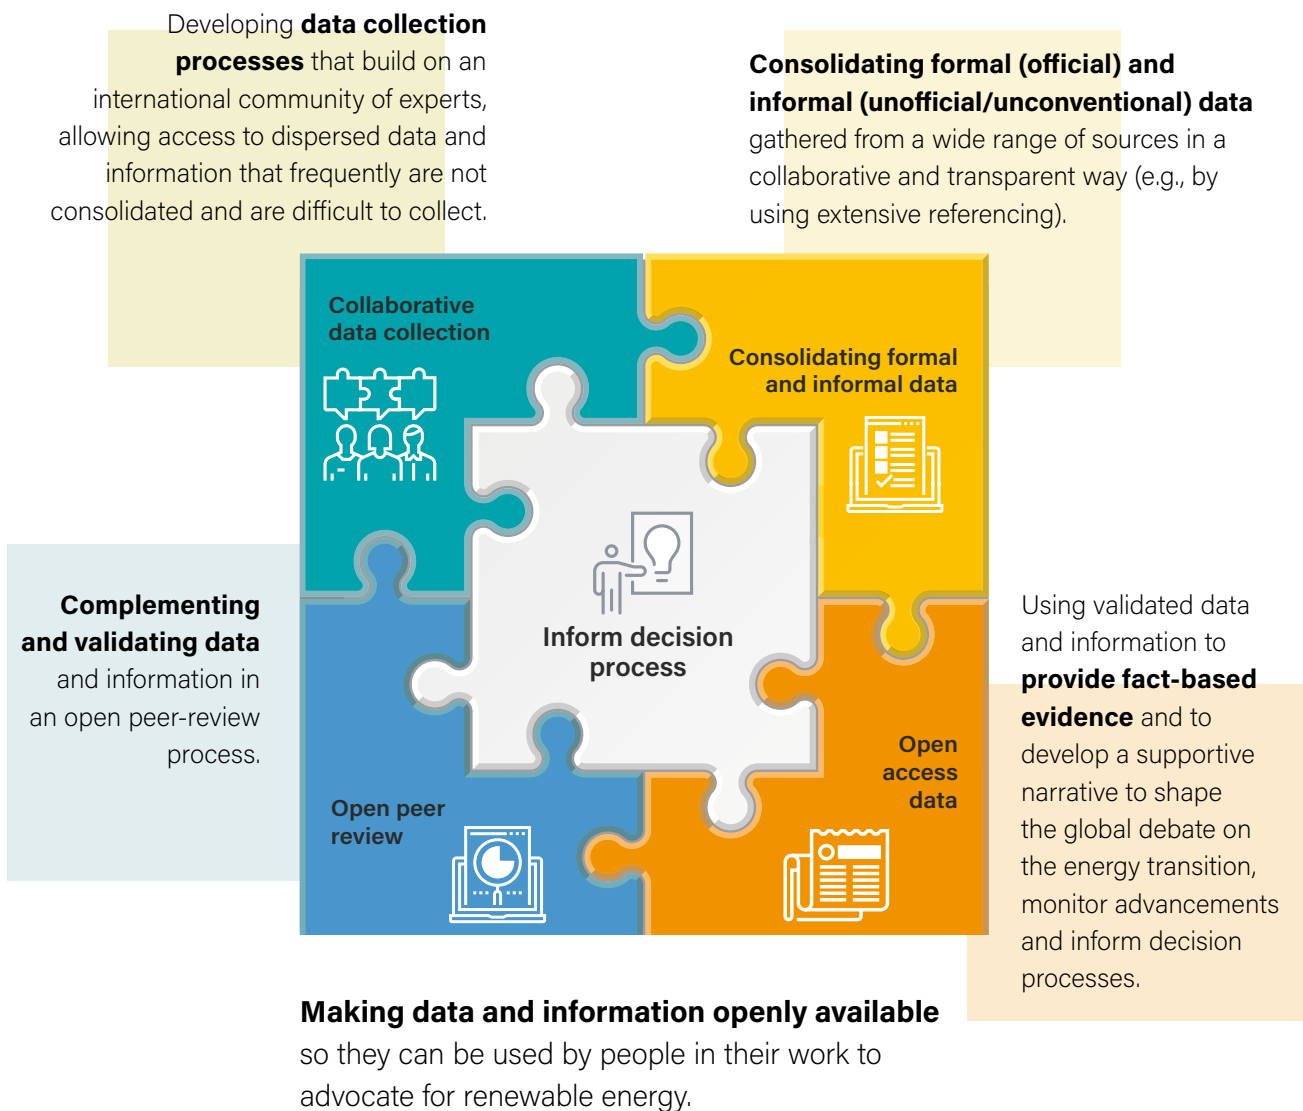 Developing data collection
processes that build on an
international community of experts,
allowing access to dispersed data and
information that frequently are not
consolidated and are difficult to collect.
Consolidating formal (official) and
informal (unofficial/unconventional) data
gathered from a wide range of sources in a
collaborative and transparent way (e.g., by
using extensive referencing).
Collaborative
data collection
Consolidating formal
and informal data
Complementing
and validating data
and information in
an open peer-review
process.
Inform decision
process
Using validated data
and information to
provide fact-based
evidence and to
develop a supportive
narrative to shape
the global debate on
the energy transition,
monitor advancements
and inform decision
processes.
Open peer
review
Open
access
data
Making data and information openly available
so they can be used by people in their work to
advocate for renewable energy.